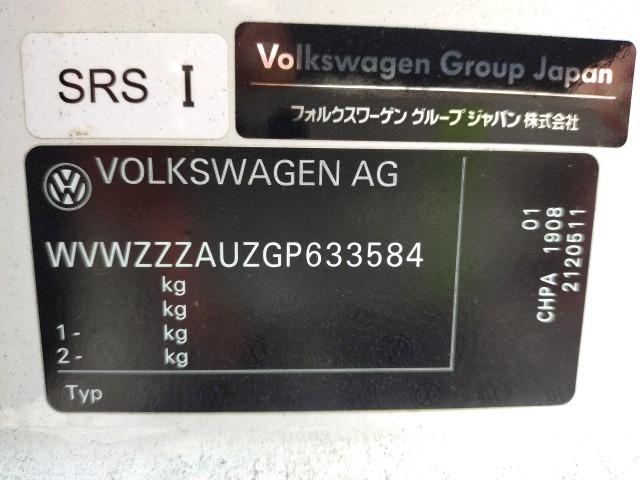 SRS I
Volkswagen Group Japan
フォルクスワーゲン グループ ジャパン 株式会社
VOLKSWAGEN AG
WVWZZZAUZGP633584
kg
kg
1- kg
2- kg
Typ
01
CHPA 1908
2120511